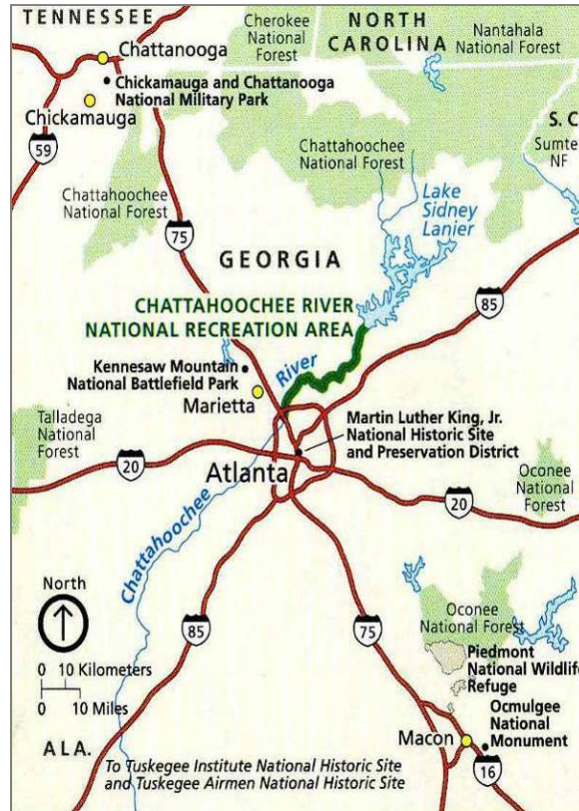 TENNESSEE
Cherokee
National
Forest
NORTH
CAROLINA
Nantahala
National Forest
Chattanooga
Chickamauga and Chattanooga
National Military Park
Chickamauga
S. C
Sumte
NF
59
Chattahoochee
National Forest
Chattahoochee
National Forest
Lake
Sidney
Lanier
75
GEORGIA
85
CHATTAHOOCHEE RIVER
NATIONAL RECREATION AREA
Kennesaw Mountain
National Battlefield Park
River
Marietta
Talladega
National
Forest
Martin Luther King, Jr.
National Historic Site
and Preservation District
20
Atlanta
Oconee
National
Forest
20
Chattahoochee
North
85
75
Oconee
National Forest
0 10 Kilometers
0 10 Miles
Piedmont
National Wildlife
Refuge
Ocmulgee
National
Monument
Macon
ALA.
16
To Tuskegee Institute National Historic Site
and Tuskegee Airmen National Historic Site